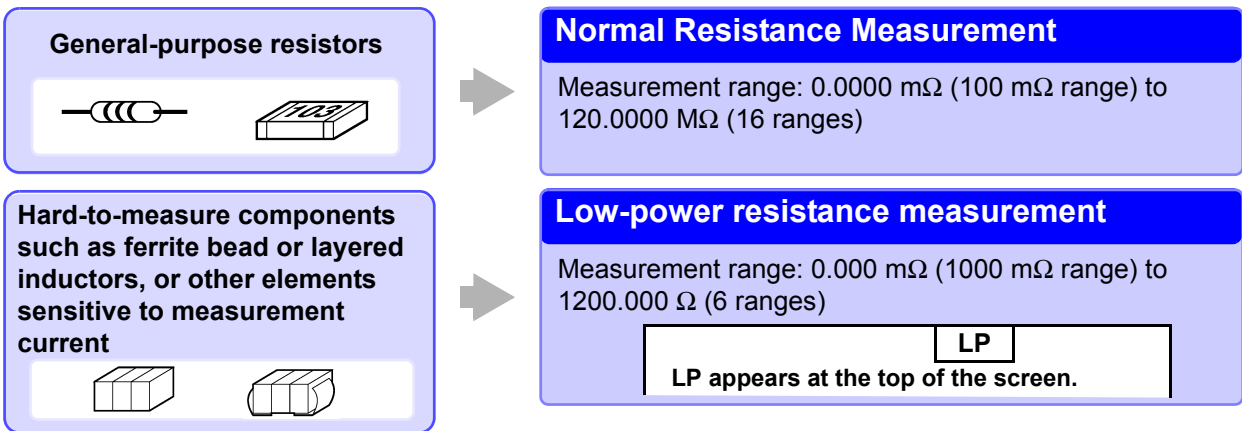 General-purpose resistors
103
Normal Resistance Measurement
Measurement range: 0.0000 mΩ (100 mΩ range) to
120.0000 MΩ (16 ranges)
Hard-to-measure components
such as ferrite bead or layered
inductors, or other elements
sensitive to measurement
current
Low-power resistance measurement
Measurement range: 0.000 mΩ (1000 mΩ range) to
1200.000 Ω (6 ranges)
LP
LP appears at the top of the screen.